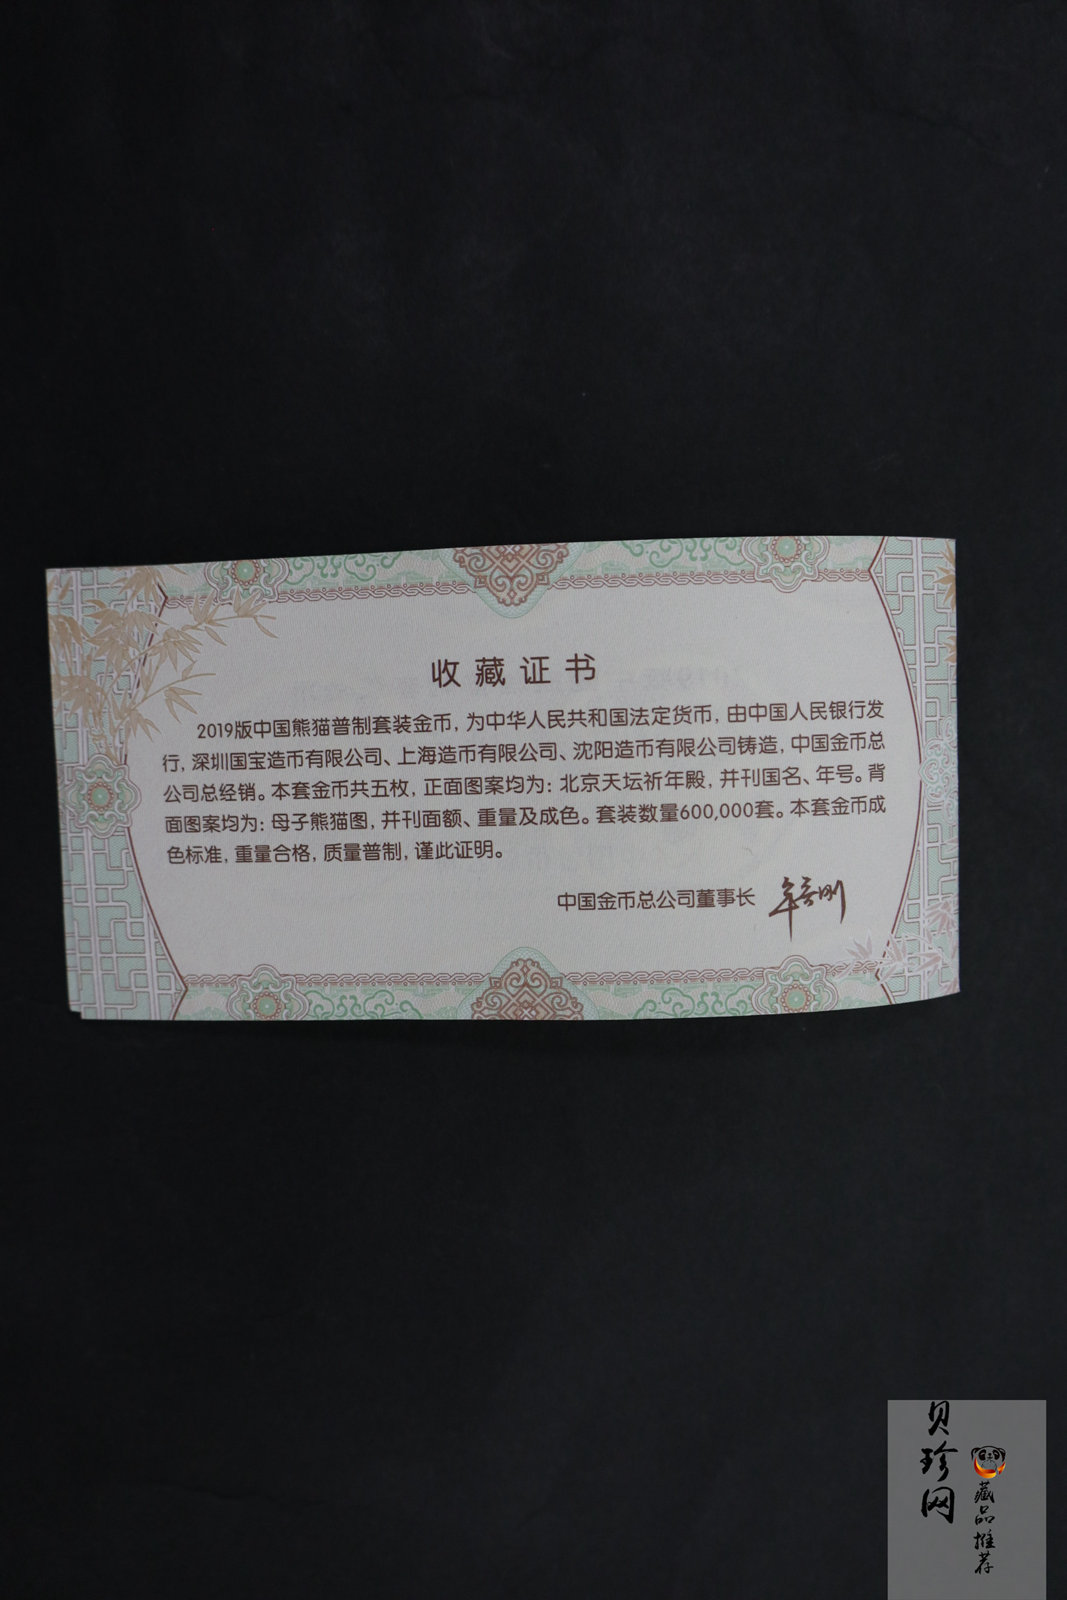 收藏证书
2019版中国熊猫普制套装金币，为中华人民共和国法定货币，由中国人民银行发
行，深圳国宝造币有限公司、上海造币有限公司、沈阳造币有限公司铸造，中国金币总
公司总经销。本套金币共五枚，正面图案均为：北京天坛祈年殿，并刊国名、年号。背
面图案均为：母子熊猫图，并刊面额、重量及成色。套装数量600,000套。本套金币成
色标准，重量合格，质量普制，谨此证明。
中国金币总公司董事长
贝珍网
藏品推荐